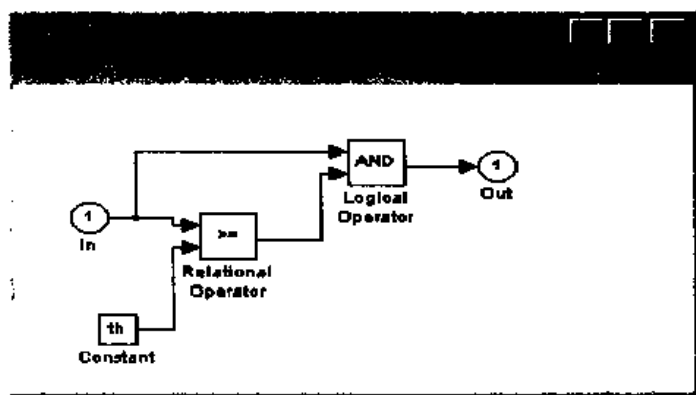 AND
1
Out
Logical
Operator
1
In
>=
Relational
Operator
th
Constant